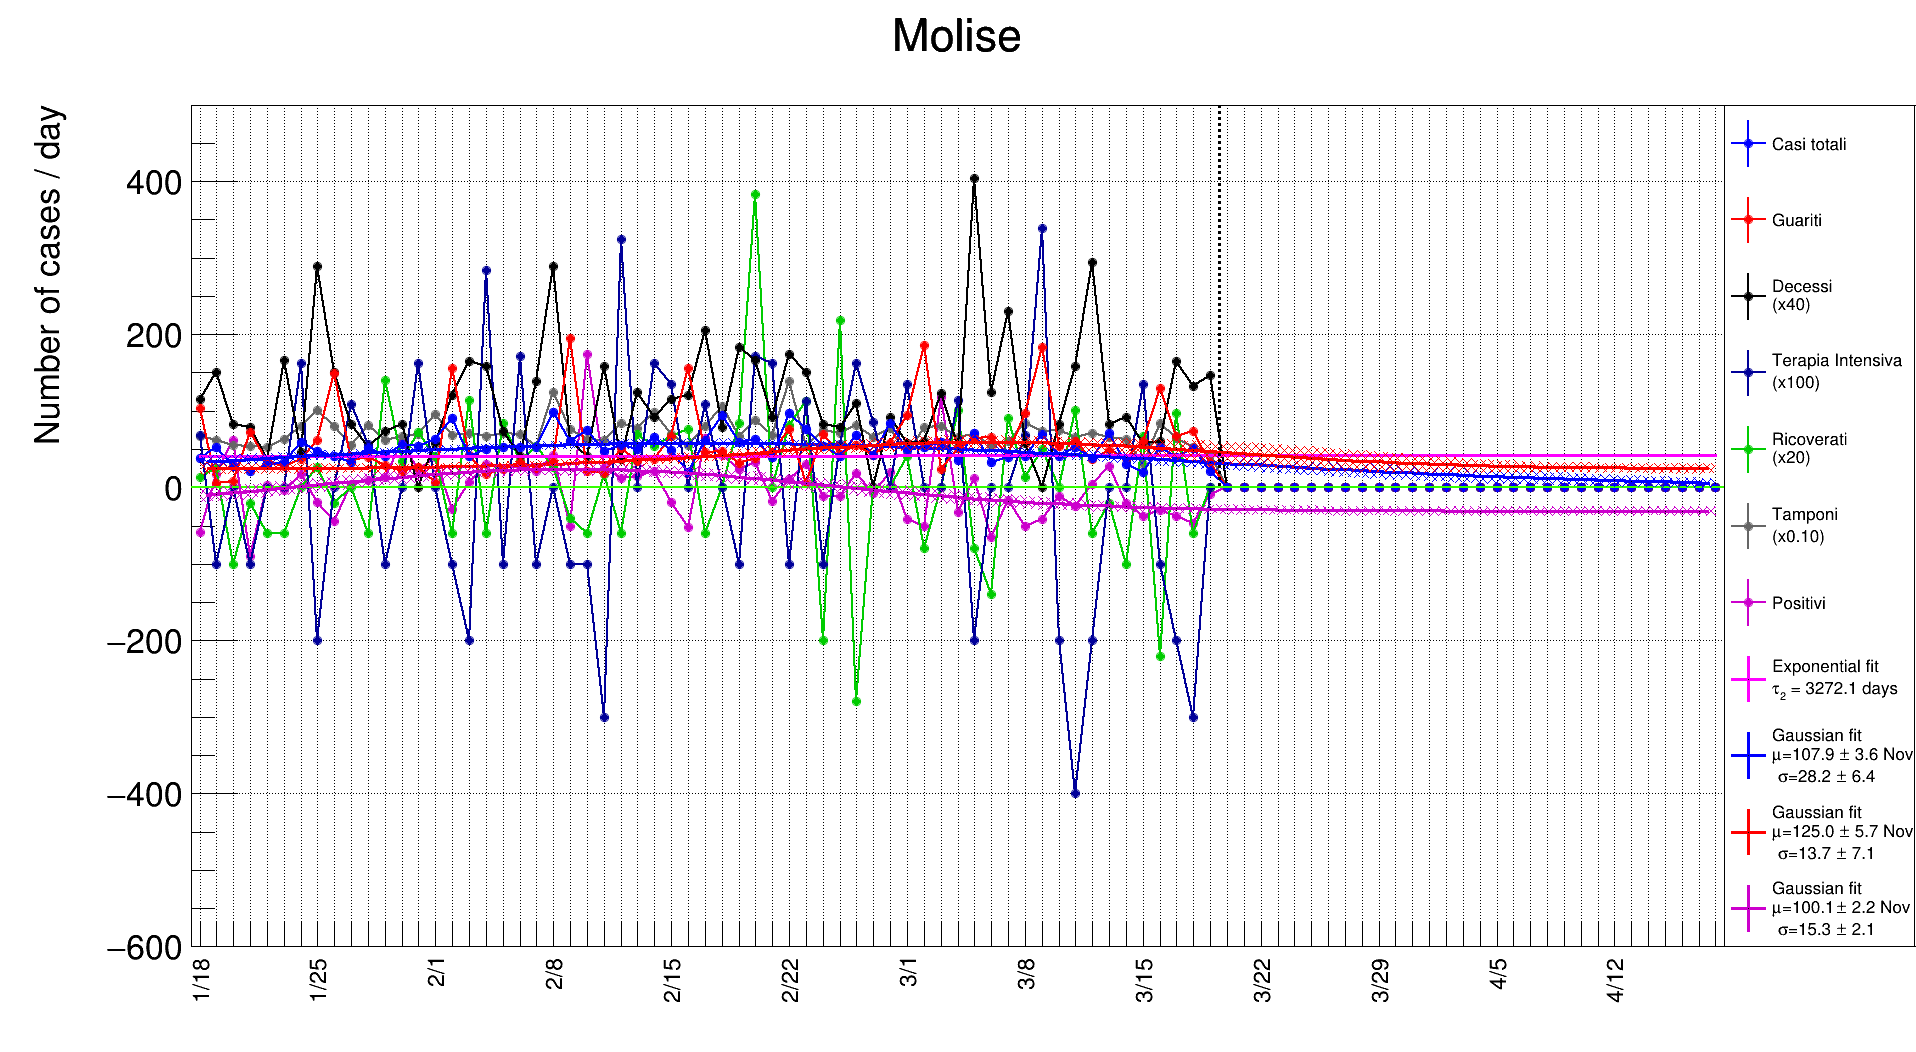 Molise
Number of cases / day
400
200
0
−200
−400
−600
1/18
1/25
2/1
2/8
2/15
2/22
3/1
3/8
3/15
3/22
3/29
4/5
4/12
Casi totali
Guariti
Decessi
(x40)
Terapia Intensiva
(x100)
Ricoverati
(x20)
Tamponi
(x0.10)
Positivi
Exponential fit
τ₂ = 3272.1 days
Gaussian fit
μ=107.9 ± 3.6 Nov
σ=28.2 ± 6.4
Gaussian fit
μ=125.0 ± 5.7 Nov
σ=13.7 ± 7.1
Gaussian fit
μ=100.1 ± 2.2 Nov
σ=15.3 ± 2.1